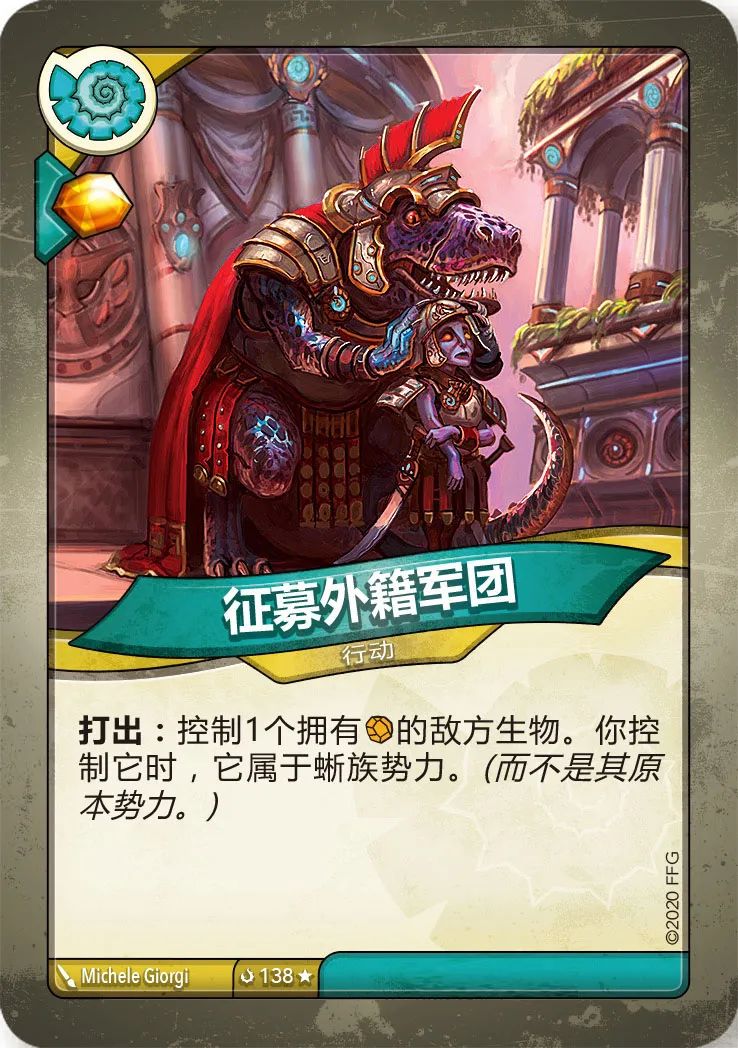 征募外籍军团
行动
打出：控制1个拥有的敌方生物。你控
制它时，它属于蜥族势力。(而不是其原
本势力。)
©2020 FFG
Michele Giorgi
138